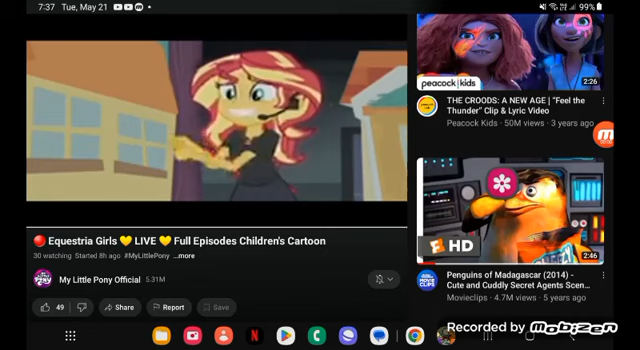 7:37 Tue, May 21
99%
Equestria Girls 💛 LIVE 💛 Full Episodes Children's Cartoon
30 watching Started 8h ago #MyLittlePony ...more
My Little Pony Official 5.31M
49
Share
Report
Save
peacock kids
2:26
THE CROODS: A NEW AGE | "Feel the
Thunder" Clip & Lyric Video
Peacock Kids · 50M views · 3 years ago
HD
2:46
MOVIE
CLIPS
Penguins of Madagascar (2014) -
Cute and Cuddly Secret Agents Scen...
Movieclips · 4.7M views · 5 years ago
Recorded by Mobizen